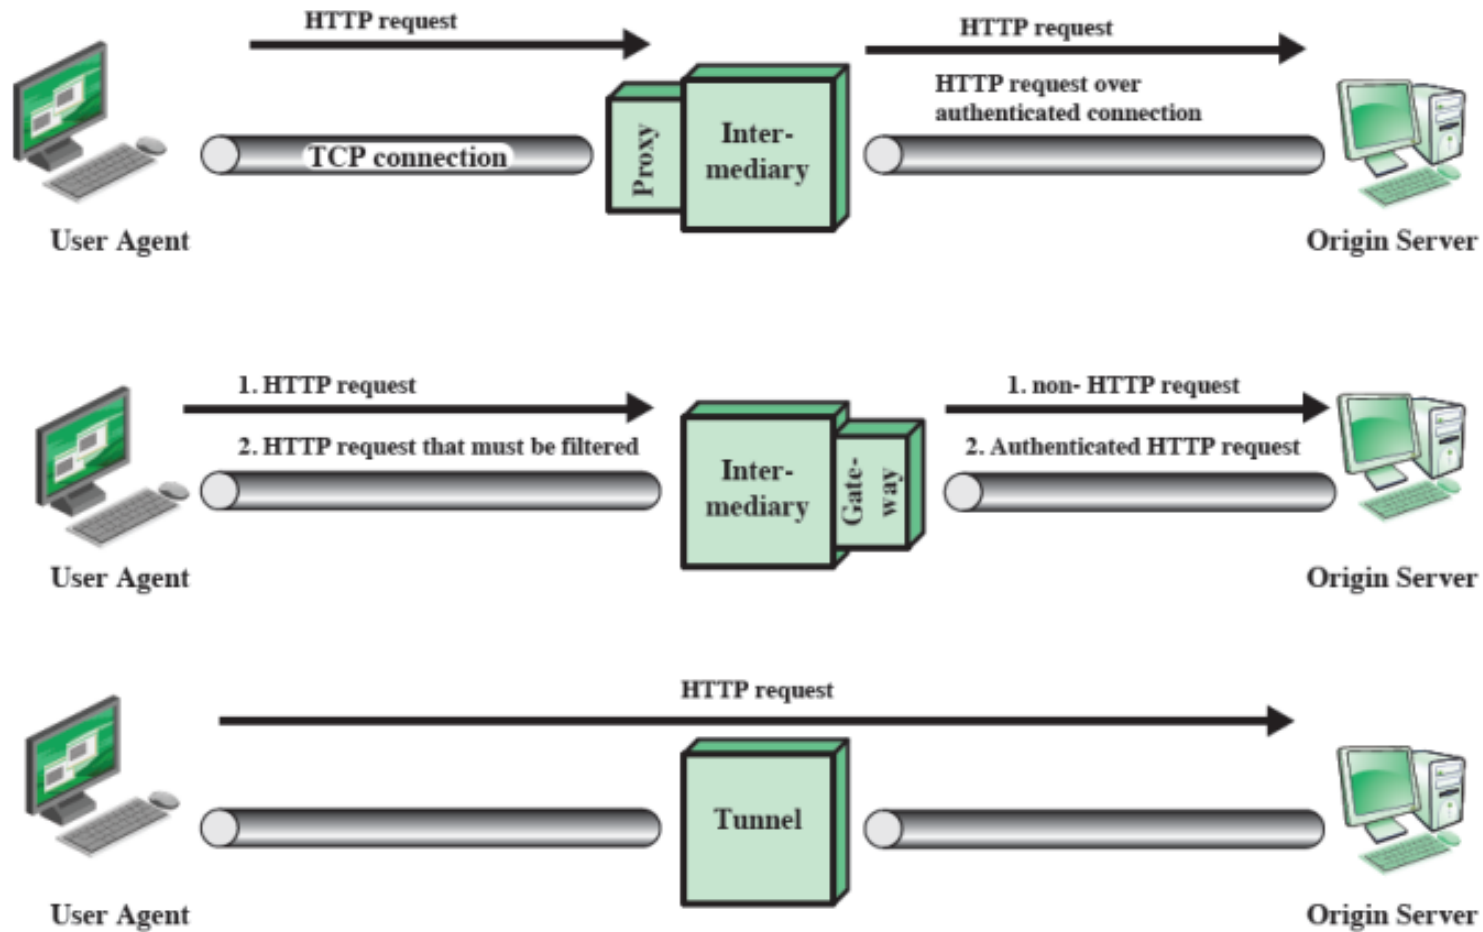 HTTP request
HTTP request
HTTP request over
authenticated connection
TCP connection
Proxy
Inter-
mediary
User Agent
Origin Server
1. HTTP request
1. non- HTTP request
2. HTTP request that must be filtered
2. Authenticated HTTP request
Inter-
mediary
Gate-
way
User Agent
Origin Server
HTTP request
Tunnel
User Agent
Origin Server